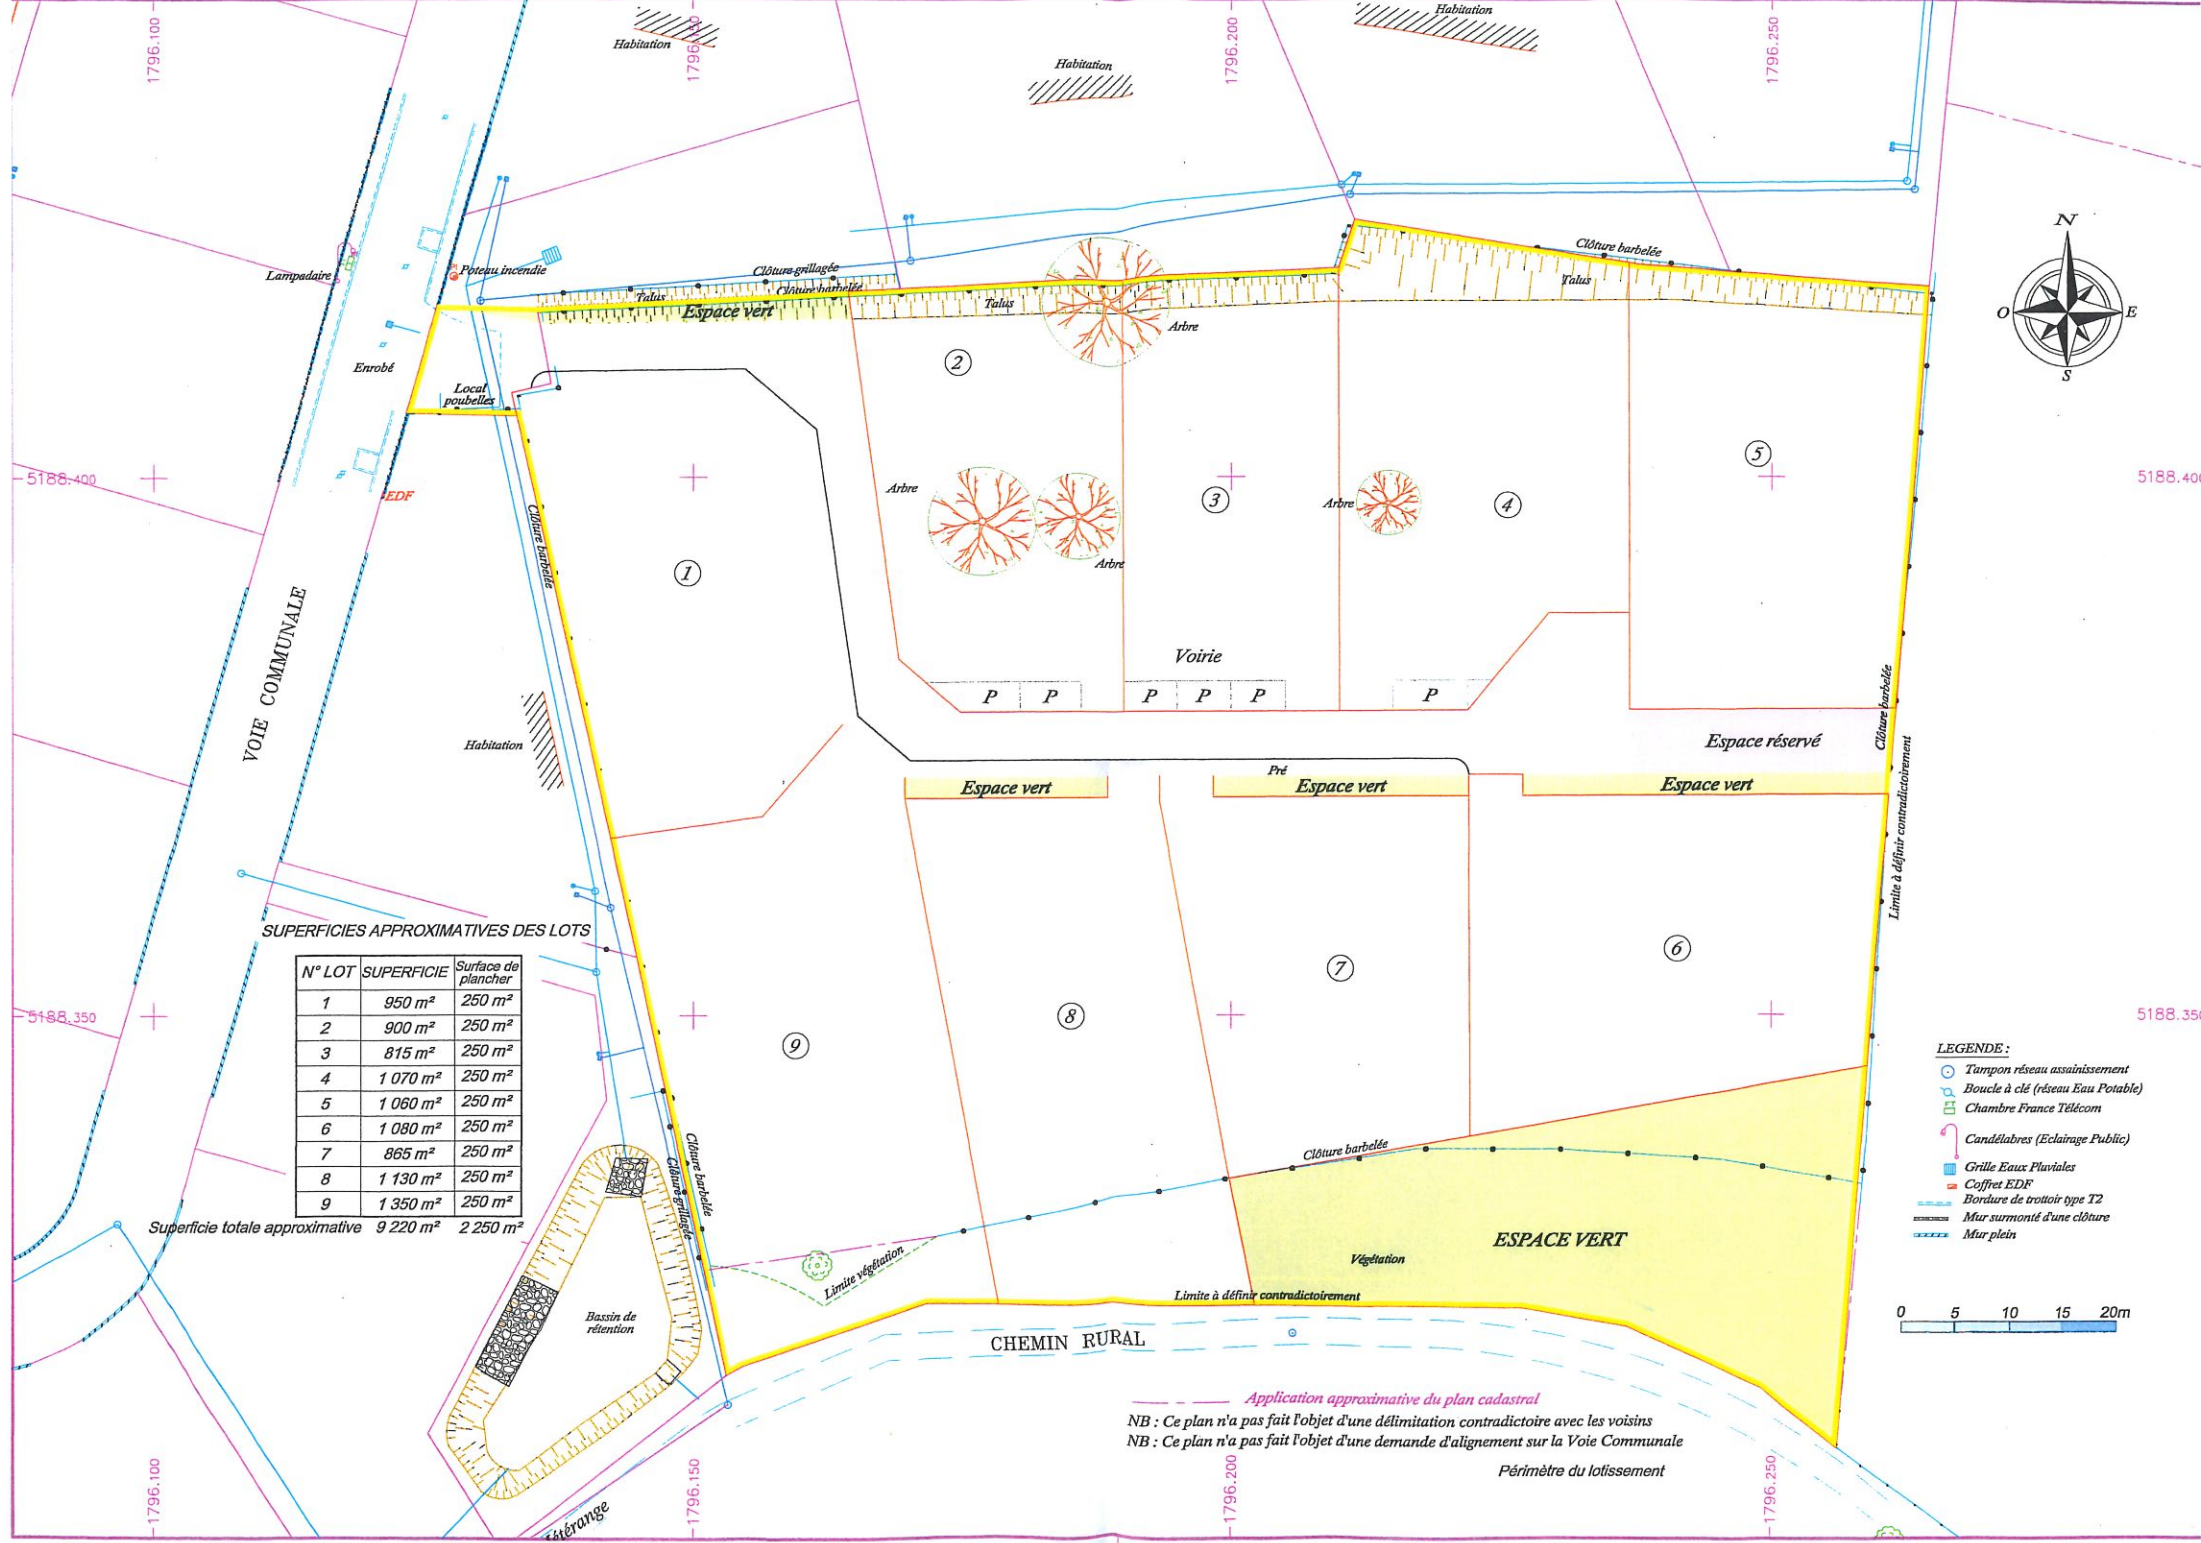 1796.100
1796.200
1796.250
Habitation
Habitation
Habitation
N
O
E
S
Clôture barbelée
Talus
Clôture grillagée
Clôture barbelée
Talus
Espace vert
Talus
Arbre
Lampadaire
Poteau incendie
Enrobé
Local
poubelles
EDF
5188.400
5188.400
Clôture barbelée
1
2
3
4
5
Arbre
Arbre
Arbre
VOIE COMMUNALE
Voirie
P
P
P
P
P
P
Habitation
Espace réservé
Clôture barbelée
Limite à définir contradictoirement
Pré
Espace vert
Espace vert
Espace vert
6
7
8
9
SUPERFICIES APPROXIMATIVES DES LOTS
N° LOT SUPERFICIE Surface de plancher
1 950 m² 250 m²
2 900 m² 250 m²
3 815 m² 250 m²
4 1 070 m² 250 m²
5 1 060 m² 250 m²
6 1 080 m² 250 m²
7 865 m² 250 m²
8 1 130 m² 250 m²
9 1 350 m² 250 m²
Superficie totale approximative 9 220 m² 2 250 m²
5188.350
5188.350
LEGENDE :
Tampon réseau assainissement
Boucle à clé (réseau Eau Potable)
Chambre France Télécom
Candélabres (Eclairage Public)
Grille Eaux Pluviales
Coffret EDF
Bordure de trottoir type T2
Mur surmonté d'une clôture
Mur plein
0 5 10 15 20m
Clôture barbelée
Clôture grillagée
Clôture barbelée
Limite végétation
Végétation
ESPACE VERT
Limite à définir contradictoirement
Bassin de
rétention
CHEMIN RURAL
Application approximative du plan cadastral
NB : Ce plan n'a pas fait l'objet d'une délimitation contradictoire avec les voisins
NB : Ce plan n'a pas fait l'objet d'une demande d'alignement sur la Voie Communale
Périmètre du lotissement
1796.100
1796.150
1796.200
1796.250